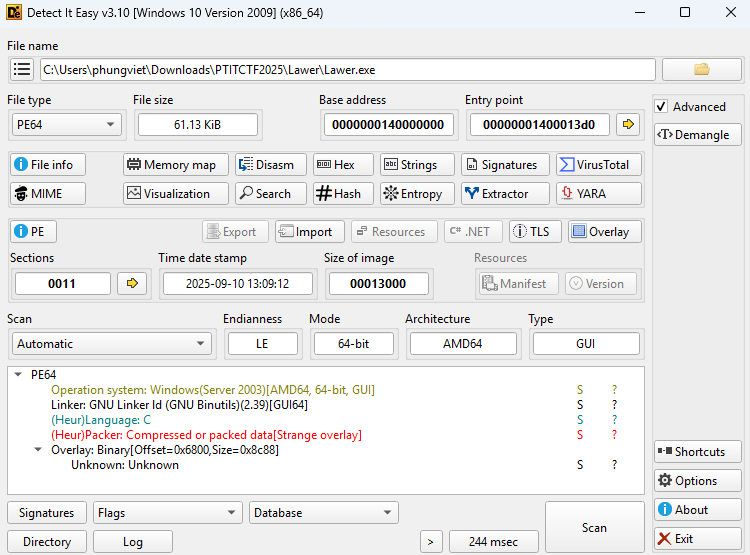 Detect It Easy v3.10 [Windows 10 Version 2009] (x86_64)
File name
C:\Users\phungviet\Downloads\PTITCTF2025\Lawer\Lawer.exe
File type File size Base address Entry point Advanced
PE64 61.13 KiB 0000000140000000 00000001400013d0 Demangle
File info Memory map Disasm Hex Strings Signatures VirusTotal
MIME Visualization Search Hash Entropy Extractor YARA
PE Export Import Resources .NET TLS Overlay
Sections Time date stamp Size of image Resources
0011 2025-09-10 13:09:12 00013000 Manifest Version
Scan Endianness Mode Architecture Type
Automatic LE 64-bit AMD64 GUI
PE64
Operation system: Windows(Server 2003)[AMD64, 64-bit, GUI] S ?
Linker: GNU Linker ld (GNU Binutils)(2.39)[GUI64] S ?
(Heur)Language: C S ?
(Heur)Packer: Compressed or packed data[Strange overlay] S ?
Overlay: Binary[Offset=0x6800,Size=0x8c88]
Unknown: Unknown S ?
Shortcuts
Options
Signatures Flags Database Scan About
Directory Log > 244 msec Exit